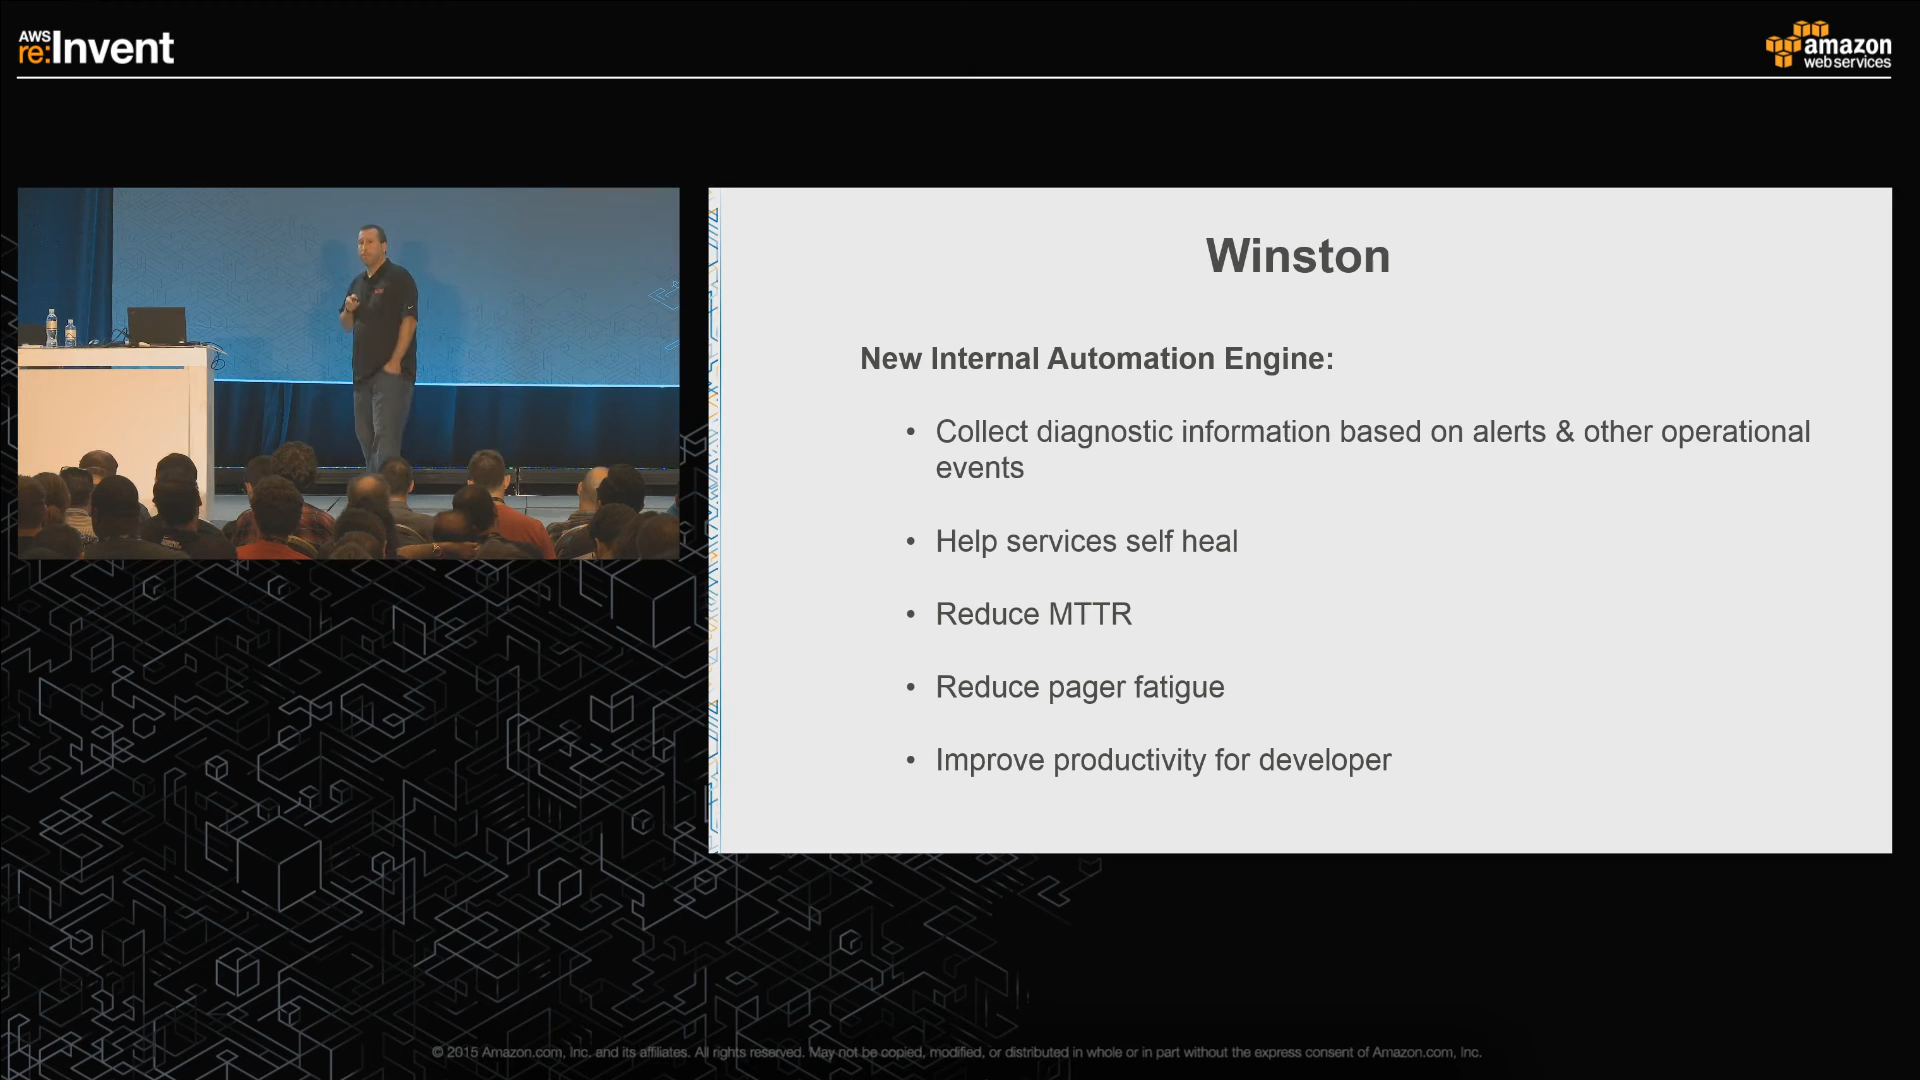 AWS
re:Invent
amazon
web services
Winston
New Internal Automation Engine:
• Collect diagnostic information based on alerts & other operational
events
• Help services self heal
• Reduce MTTR
• Reduce pager fatigue
• Improve productivity for developer
© 2015 Amazon.com, Inc. and its affiliates. All rights reserved. May not be copied, modified, or distributed in whole or in part without the express consent of Amazon.com, Inc.